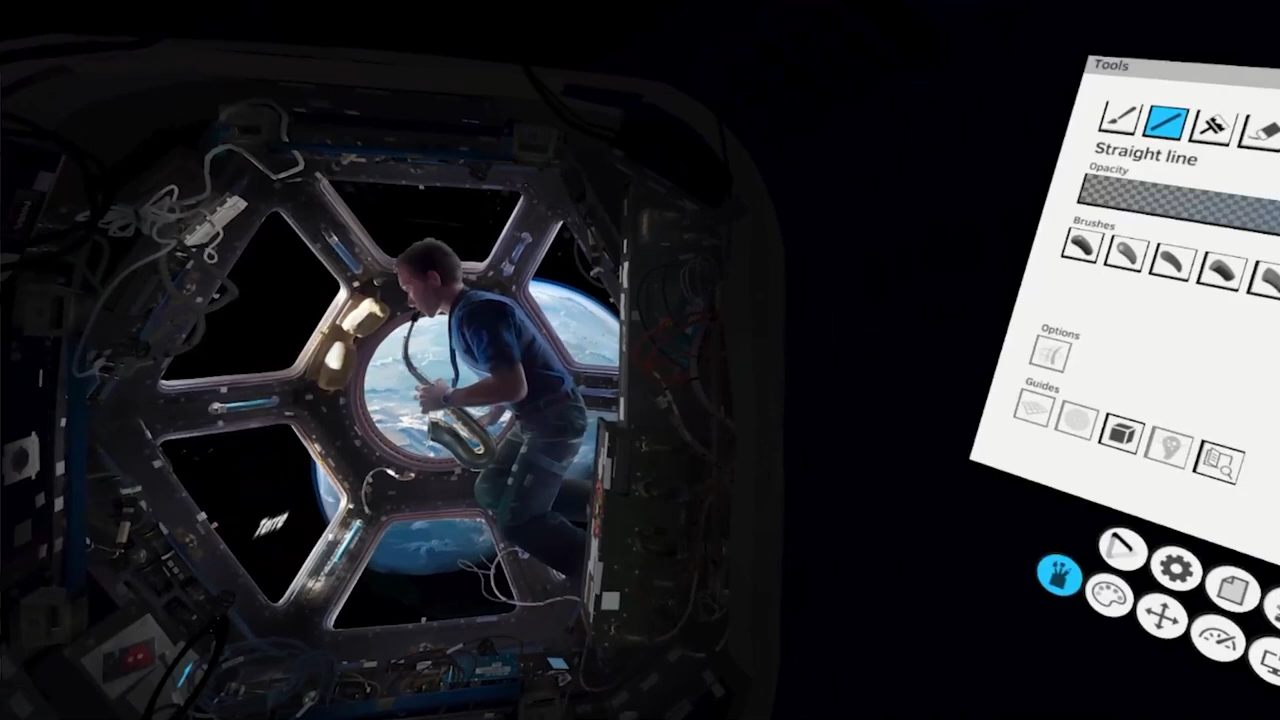 Tools
Straight line
Opacity
Brushes
Options
Guides